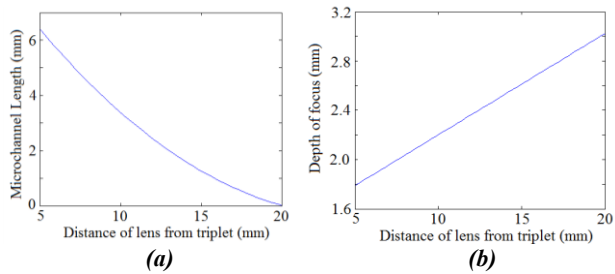 Microchannel Length (mm)
6
4
2
0
5 10 15 20
Distance of lens from triplet (mm)
(a)
Depth of focus (mm)
3.2
2.8
2.4
2.0
1.6
5 10 15 20
Distance of lens from triplet (mm)
(b)